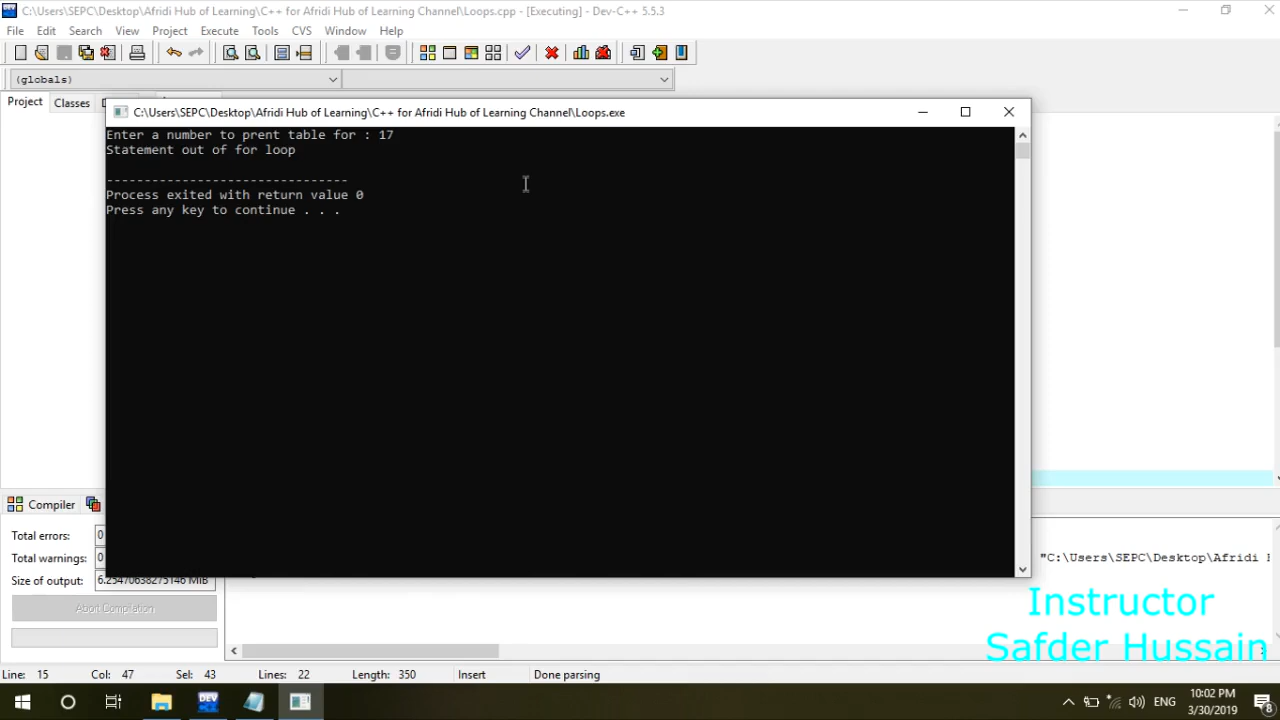 C:\Users\SEPC\Desktop\Afridi Hub of Learning\C++ for Afridi Hub of Learning Channel\Loops.cpp - [Executing] - Dev-C++ 5.5.3
File Edit Search View Project Execute Tools CVS Window Help
(globals)
Project Classes
C:\Users\SEPC\Desktop\Afridi Hub of Learning\C++ for Afridi Hub of Learning Channel\Loops.exe
Enter a number to prent table for : 17
Statement out of for loop
--------------------------------
Process exited with return value 0
Press any key to continue . . .
Compiler
Total errors: 0
Total warnings: 0
Size of output: 6.25470638275146 MiB
"C:\Users\SEPC\Desktop\Afridi
Abort Compilation
Instructor
Safder Hussain
Line: 15 Col: 47 Sel: 43 Lines: 22 Length: 350 Insert Done parsing
DEV
ENG
10:02 PM
3/30/2019
8